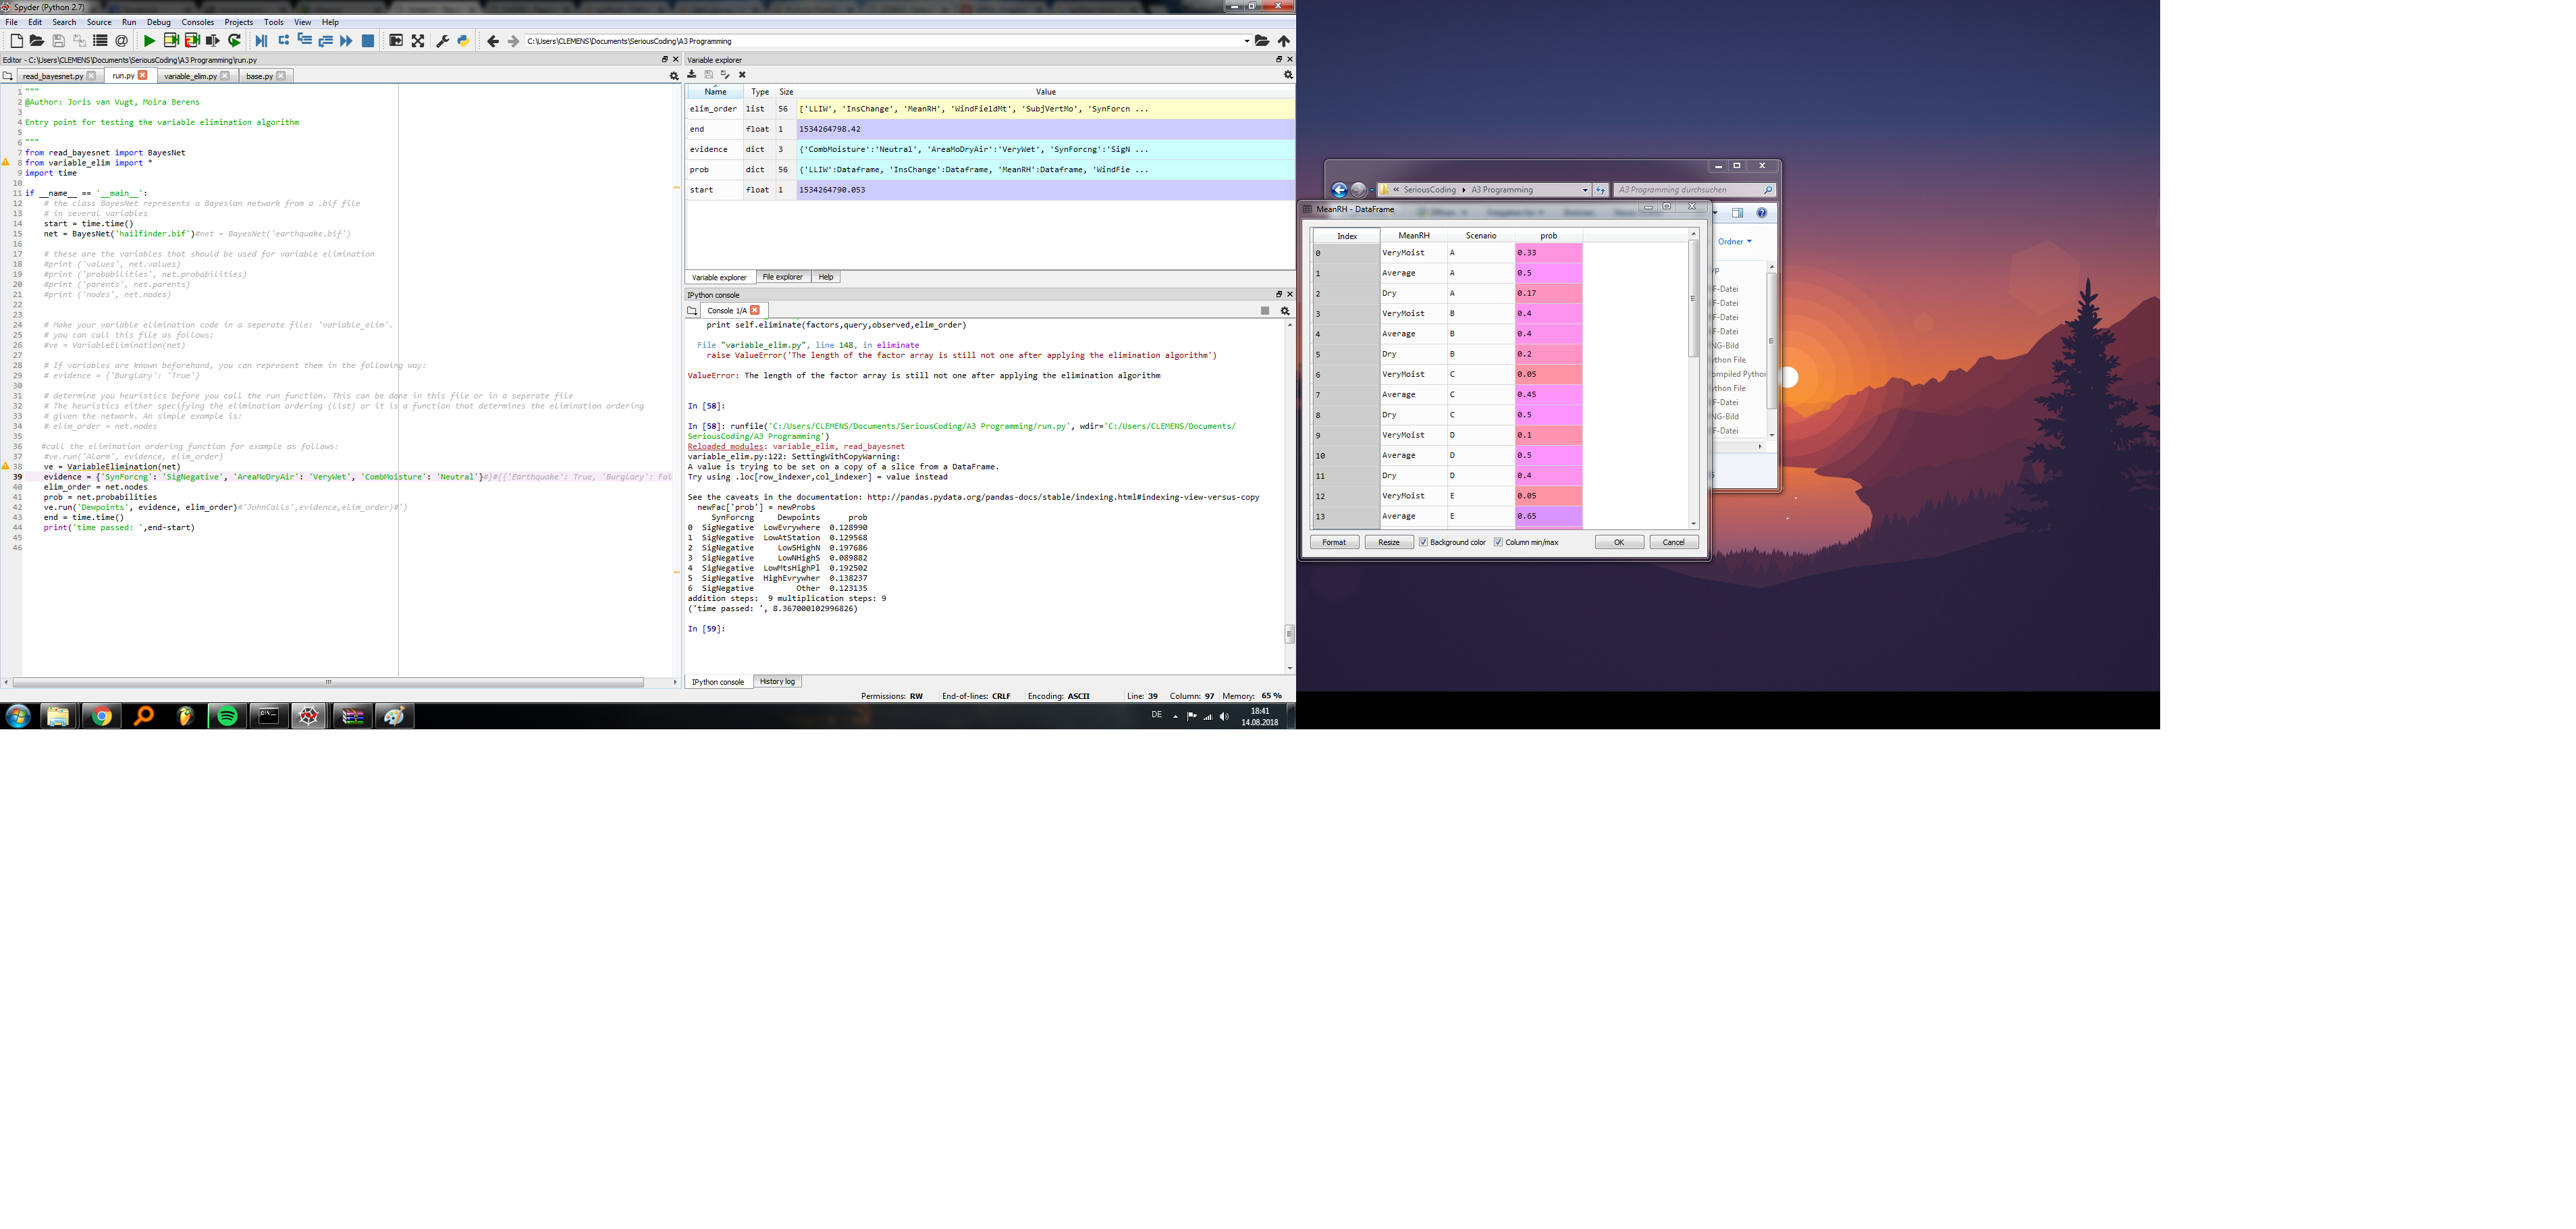 Spyder (Python 2.7)
File Edit Search Source Run Debug Consoles Projects Tools View Help
C:\Users\CLEMENS\Documents\SeriousCoding\A3 Programming
Editor - C:\Users\CLEMENS\Documents\SeriousCoding\A3 Programming\run.py
read_bayesnet.py run.py variable_elim.py base.py
1 """
2 @Author: Joris van Vugt, Moira Berens
3
4 Entry point for testing the variable elimination algorithm
5
6 """
7 from read_bayesnet import BayesNet
8 from variable_elim import *
9 import time
10
11 if __name__ == '__main__':
12 # the class BayesNet represents a Bayesian network from a .bif file
13 # in several variables
14 start = time.time()
15 net = BayesNet('hailfinder.bif')#net = BayesNet('earthquake.bif')
16
17 # these are the variables that should be used for variable elimination
18 #print ('values', net.values)
19 #print ('probabilities', net.probabilities)
20 #print ('parents', net.parents)
21 #print ('nodes', net.nodes)
22
23
24 # Make your variable elimination code in a seperate file: 'variable_elim'.
25 # you can call this file as follows:
26 #ve = VariableElimination(net)
27
28 # If variables are known beforehand, you can represent them in the following way:
29 # evidence = {'Burglary': 'True'}
30
31 # determine you heuristics before you call the run function. This can be done in this file or in a seperate file
32 # The heuristics either specifying the elimination ordering (list) or it is a function that determines the elimination ordering
33 # given the network. An simple example is:
34 # elim_order = net.nodes
35
36 #call the elimination ordering function for example as follows:
37 #ve.run('Alarm', evidence, elim_order)
38 ve = VariableElimination(net)
39 evidence = {'SynForcng': 'SigNegative', 'AreaMoDryAir': 'VeryWet', 'CombMoisture': 'Neutral'}#}#[{'Earthquake': True, 'Burglary': Fal
40 elim_order = net.nodes
41 prob = net.probabilities
42 ve.run('Dewpoints', evidence, elim_order)#'JohnCalls',evidence,elim_order)#')
43 end = time.time()
44 print('time passed: ',end-start)
45
46
Variable explorer
Name Type Size Value
elim_order list 56 ['LLIW', 'InsChange', 'MeanRH', 'WindFieldMt', 'SubjVertMo', 'SynForcn ...
end float 1 1534264798.42
evidence dict 3 {'CombMoisture':'Neutral', 'AreaMoDryAir':'VeryWet', 'SynForcng':'SigN ...
prob dict 56 {'LLIW':Dataframe, 'InsChange':Dataframe, 'MeanRH':Dataframe, 'WindFie ...
start float 1 1534264790.053
Variable explorer File explorer Help
IPython console
Console 1/A
print self.eliminate(factors,query,observed,elim_order)
File "variable_elim.py", line 148, in eliminate
raise ValueError('The length of the factor array is still not one after applying the elimination algorithm')
ValueError: The length of the factor array is still not one after applying the elimination algorithm
In [58]:
In [58]: runfile('C:/Users/CLEMENS/Documents/SeriousCoding/A3 Programming/run.py', wdir='C:/Users/CLEMENS/Documents/
SeriousCoding/A3 Programming')
Reloaded modules: variable_elim, read_bayesnet
variable_elim.py:122: SettingWithCopyWarning:
A value is trying to be set on a copy of a slice from a DataFrame.
Try using .loc[row_indexer,col_indexer] = value instead
See the caveats in the documentation: http://pandas.pydata.org/pandas-docs/stable/indexing.html#indexing-view-versus-copy
newFac['prob'] = newProbs
SynForcng Dewpoints prob
0 SigNegative LowEvrywhere 0.128990
1 SigNegative LowAtStation 0.129568
2 SigNegative LowSHighN 0.197686
3 SigNegative LowNHighS 0.089882
4 SigNegative LowMtsHighPl 0.192502
5 SigNegative HighEvrywher 0.138237
6 SigNegative Other 0.123135
addition steps: 9 multiplication steps: 9
('time passed: ', 8.367000102996826)
In [59]:
IPython console History log
Permissions: RW End-of-lines: CRLF Encoding: ASCII Line: 39 Column: 97 Memory: 65 %
DE 18:41
14.08.2018
« SeriousCoding A3 Programming A3 Programming durchsuchen
MeanRH - DataFrame
Index MeanRH Scenario prob
0 VeryMoist A 0.33
1 Average A 0.5
2 Dry A 0.17
3 VeryMoist B 0.4
4 Average B 0.4
5 Dry B 0.2
6 VeryMoist C 0.05
7 Average C 0.45
8 Dry C 0.5
9 VeryMoist D 0.1
10 Average D 0.5
11 Dry D 0.4
12 VeryMoist E 0.05
13 Average E 0.65
Format Resize Background color Column min/max OK Cancel
Ordner
yp
F-Datei
F-Datei
F-Datei
F-Datei
NG-Bild
ython File
ompiled Python
ython File
F-Datei
NG-Bild
F-Datei